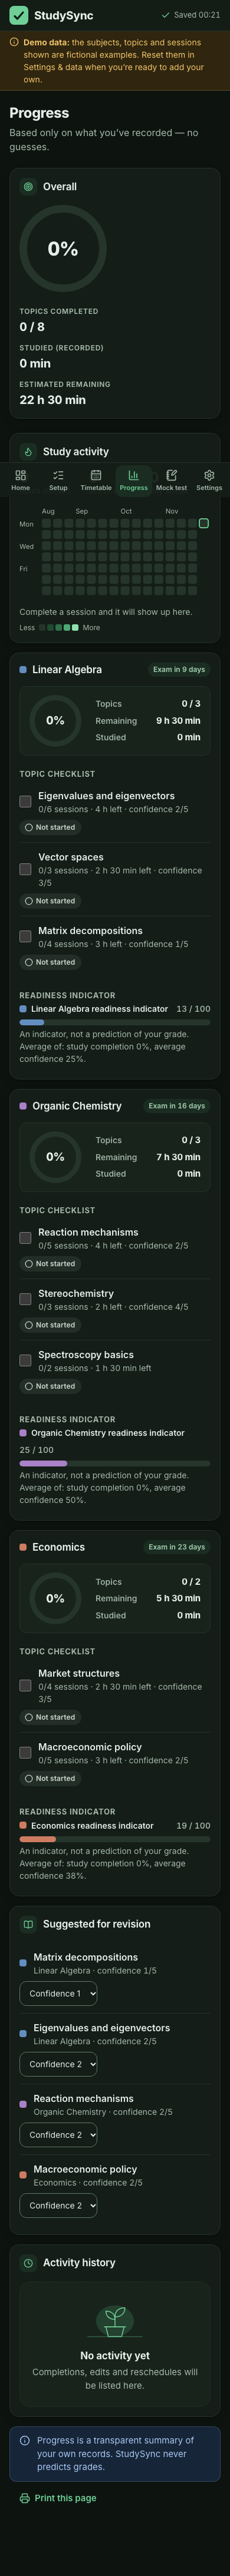 StudySync
Saved 00:21
Demo data: the subjects, topics and sessions
shown are fictional examples. Reset them in
Settings & data when you're ready to add your
own.
Progress
Based only on what you've recorded — no
guesses.
Overall
0%
TOPICS COMPLETED
0 / 8
STUDIED (RECORDED)
0 min
ESTIMATED REMAINING
22 h 30 min
Study activity
Home Setup Timetable Progress Mock test Settings
Aug Sep Oct Nov
Mon
Wed
Fri
Complete a session and it will show up here.
Less More
Linear Algebra
Exam in 9 days
0%
Topics 0 / 3
Remaining 9 h 30 min
Studied 0 min
TOPIC CHECKLIST
Eigenvalues and eigenvectors
0/6 sessions · 4 h left · confidence 2/5
Not started
Vector spaces
0/3 sessions · 2 h 30 min left · confidence
3/5
Not started
Matrix decompositions
0/4 sessions · 3 h left · confidence 1/5
Not started
READINESS INDICATOR
Linear Algebra readiness indicator 13 / 100
An indicator, not a prediction of your grade.
Average of: study completion 0%, average
confidence 25%.
Organic Chemistry
Exam in 16 days
0%
Topics 0 / 3
Remaining 7 h 30 min
Studied 0 min
TOPIC CHECKLIST
Reaction mechanisms
0/5 sessions · 4 h left · confidence 2/5
Not started
Stereochemistry
0/3 sessions · 2 h left · confidence 4/5
Not started
Spectroscopy basics
0/2 sessions · 1 h 30 min left
Not started
READINESS INDICATOR
Organic Chemistry readiness indicator
25 / 100
An indicator, not a prediction of your grade.
Average of: study completion 0%, average
confidence 50%.
Economics
Exam in 23 days
0%
Topics 0 / 2
Remaining 5 h 30 min
Studied 0 min
TOPIC CHECKLIST
Market structures
0/4 sessions · 2 h 30 min left · confidence
3/5
Not started
Macroeconomic policy
0/5 sessions · 3 h left · confidence 2/5
Not started
READINESS INDICATOR
Economics readiness indicator 19 / 100
An indicator, not a prediction of your grade.
Average of: study completion 0%, average
confidence 38%.
Suggested for revision
Matrix decompositions
Linear Algebra · confidence 1/5
Confidence 1
Eigenvalues and eigenvectors
Linear Algebra · confidence 2/5
Confidence 2
Reaction mechanisms
Organic Chemistry · confidence 2/5
Confidence 2
Macroeconomic policy
Economics · confidence 2/5
Confidence 2
Activity history
No activity yet
Completions, edits and reschedules will
be listed here.
Progress is a transparent summary of
your own records. StudySync never
predicts grades.
Print this page